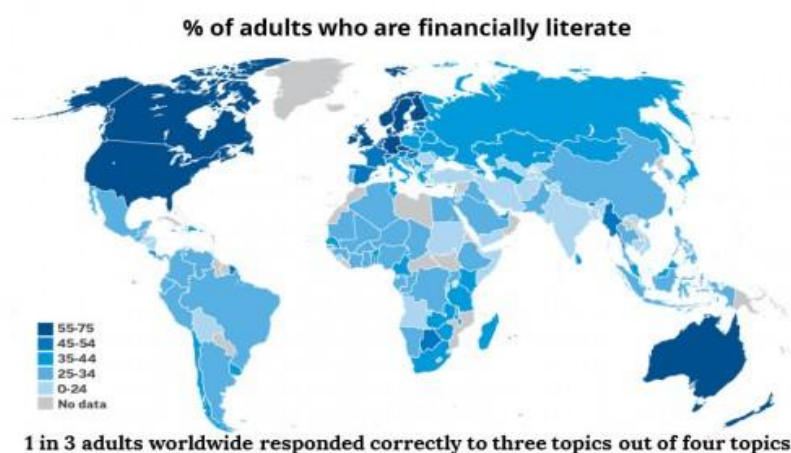 % of adults who are financially literate
55-75
45-54
35-44
25-34
0-24
No data
1 in 3 adults worldwide responded correctly to three topics out of four topics